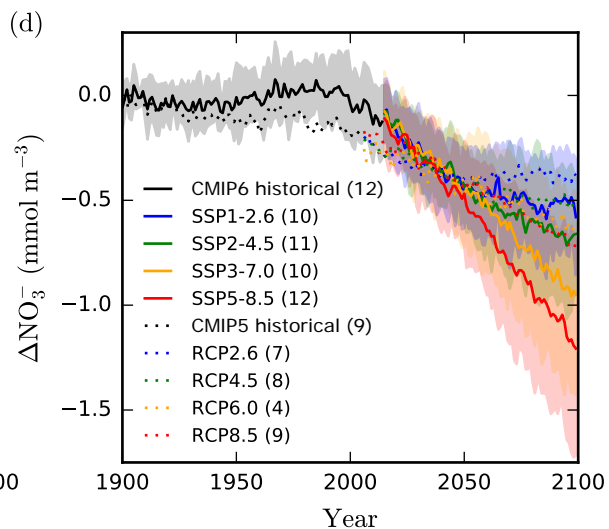 (d)
0.0
−0.5
−1.0
−1.5
ΔNO₃⁻ (mmol m⁻³)
CMIP6 historical (12)
SSP1-2.6 (10)
SSP2-4.5 (11)
SSP3-7.0 (10)
SSP5-8.5 (12)
CMIP5 historical (9)
RCP2.6 (7)
RCP4.5 (8)
RCP6.0 (4)
RCP8.5 (9)
00 1900 1950 2000 2050 2100
Year